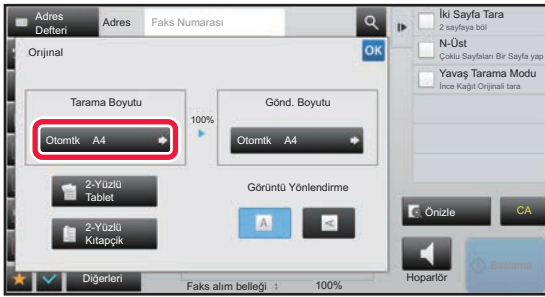 Adres
Defteri
Adres
Faks Numarası
Orijinal
OK
Tarama Boyutu
Otomtk A4
100%
Gönd. Boyutu
Otomtk A4
2-Yüzlü
Tablet
2-Yüzlü
Kıtapçik
Görüntü Yönlendirme
A
A
Diğerleri
Faks alım belleği : 100%
İki Sayfa Tara
2 sayfaya böl
N-Üst
Çoklu Sayfaları Bir Sayfa yap
Yavaş Tarama Modu
İnce Kağıt Orijinali tara
Önizle
CA
Hoparlör